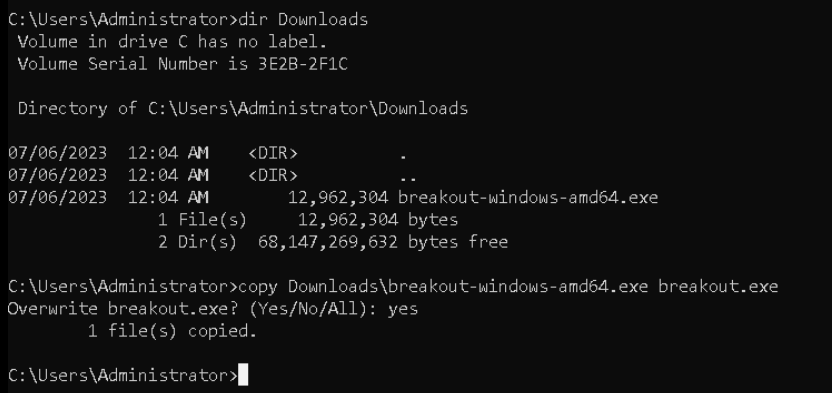 C:\Users\Administrator>dir Downloads
 Volume in drive C has no label.
 Volume Serial Number is 3E2B-2F1C

 Directory of C:\Users\Administrator\Downloads

07/06/2023  12:04 AM    <DIR>          .
07/06/2023  12:04 AM    <DIR>          ..
07/06/2023  12:04 AM        12,962,304 breakout-windows-amd64.exe
               1 File(s)     12,962,304 bytes
               2 Dir(s)  68,147,269,632 bytes free

C:\Users\Administrator>copy Downloads\breakout-windows-amd64.exe breakout.exe
Overwrite breakout.exe? (Yes/No/All): yes
        1 file(s) copied.

C:\Users\Administrator>